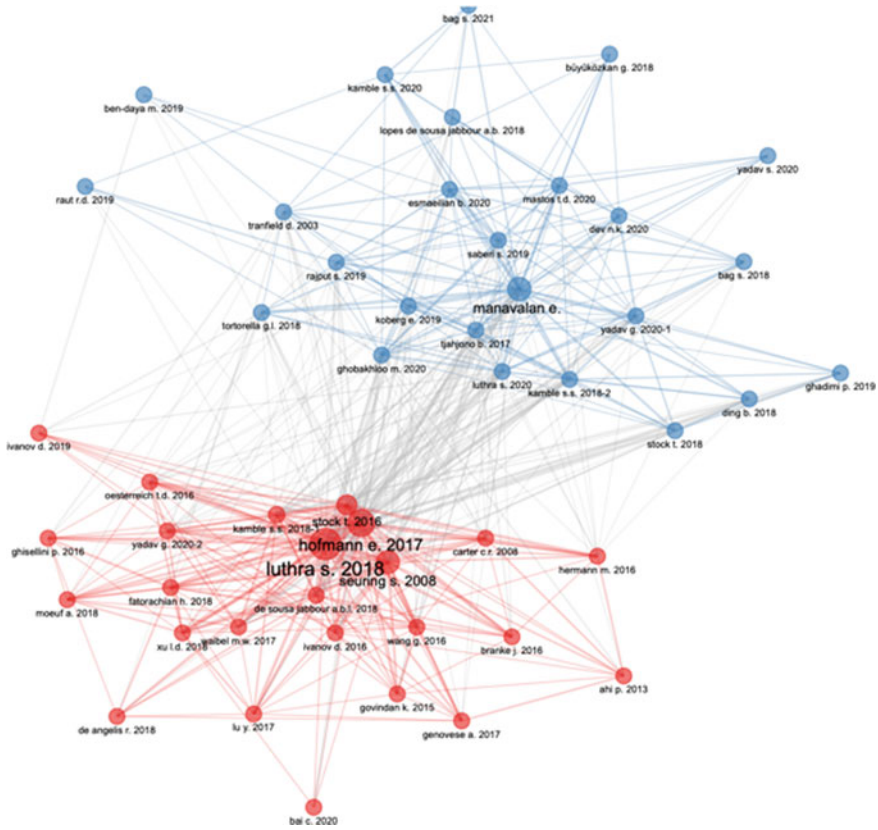 bag s. 2021
büyüközkan g. 2018
kamble s.s. 2020
ben-daya m. 2019
lopes de sousa jabbour a.b. 2018
yadav s. 2020
raut r.d. 2019
esmaeilian b. 2020
mastos t.d. 2020
tranfield d. 2003
dev n.k. 2020
saberi s. 2019
rajput s. 2019
bag s. 2018
manavalan e.
koberg e. 2019
tortorella g.l. 2018
yadav g. 2020-1
tjahjono b. 2017
ghobakhloo m. 2020
luthra s. 2020
kamble s.s. 2018-2
ghadimi p. 2019
ding b. 2018
stock t. 2018
ivanov d. 2019
oesterreich t.d. 2016
stock t. 2016
kamble s.s. 2018-1
hofmann e. 2017
yadav g. 2020-2
ghisellini p. 2016
carter c.r. 2008
luthra s. 2018
hermann m. 2016
seuring s. 2008
fatorachian h. 2018
de sousa jabbour a.b.l. 2018
moeuf a. 2018
xu l.d. 2018
waibel m.w. 2017
ivanov d. 2016
wang g. 2016
branke j. 2016
ahi p. 2013
govindan k. 2015
de angelis r. 2018
lu y. 2017
genovese a. 2017
bai c. 2020